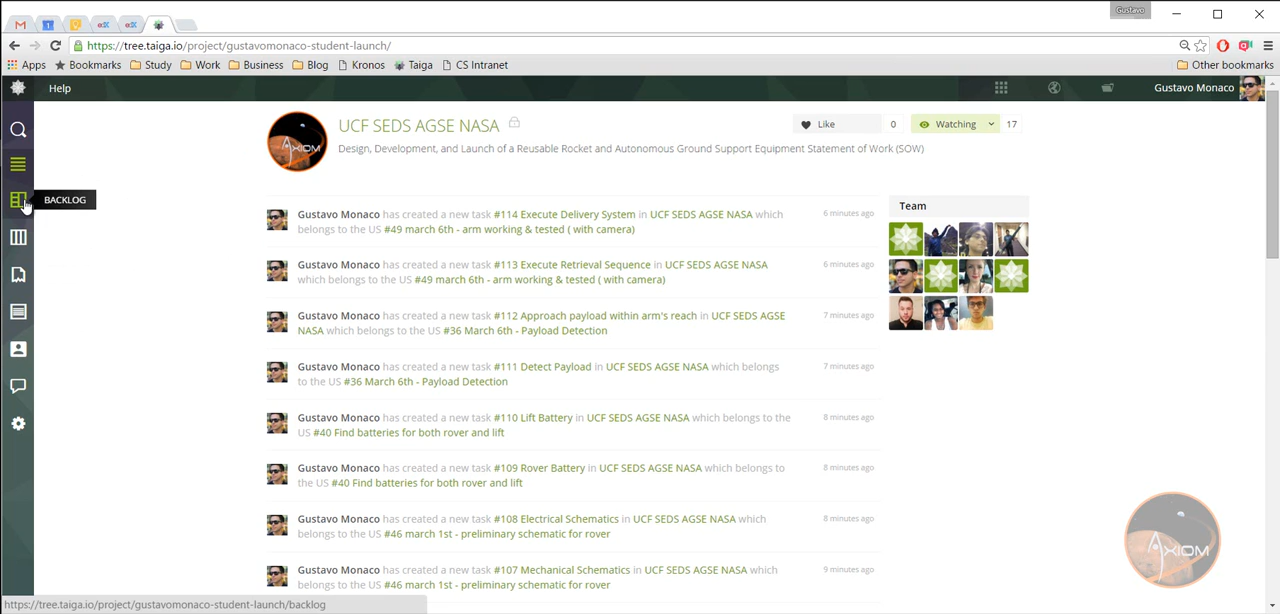 Gustavo
https://tree.taiga.io/project/gustavomonaco-student-launch/
Apps Bookmarks Study Work Business Blog Kronos Taiga CS Intranet Other bookmarks
Help Gustavo Monaco
UCF SEDS AGSE NASA Like 0 Watching 17
Design, Development, and Launch of a Reusable Rocket and Autonomous Ground Support Equipment Statement of Work (SOW)
AXIOM
BACKLOG
Team
Gustavo Monaco has created a new task #114 Execute Delivery System in UCF SEDS AGSE NASA which 6 minutes ago
belongs to the US #49 march 6th - arm working & tested ( with camera)
Gustavo Monaco has created a new task #113 Execute Retrieval Sequence in UCF SEDS AGSE NASA 6 minutes ago
which belongs to the US #49 march 6th - arm working & tested ( with camera)
Gustavo Monaco has created a new task #112 Approach payload within arm's reach in UCF SEDS AGSE 7 minutes ago
NASA which belongs to the US #36 March 6th - Payload Detection
Gustavo Monaco has created a new task #111 Detect Payload in UCF SEDS AGSE NASA which belongs 7 minutes ago
to the US #36 March 6th - Payload Detection
Gustavo Monaco has created a new task #110 Lift Battery in UCF SEDS AGSE NASA which belongs to the 8 minutes ago
US #40 Find batteries for both rover and lift
Gustavo Monaco has created a new task #109 Rover Battery in UCF SEDS AGSE NASA which belongs to 8 minutes ago
the US #40 Find batteries for both rover and lift
Gustavo Monaco has created a new task #108 Electrical Schematics in UCF SEDS AGSE NASA which 8 minutes ago
belongs to the US #46 march 1st - preliminary schematic for rover
Gustavo Monaco has created a new task #107 Mechanical Schematics in UCF SEDS AGSE NASA which 9 minutes ago
belongs to the US #46 march 1st - preliminary schematic for rover
AXIOM
https://tree.taiga.io/project/gustavomonaco-student-launch/backlog